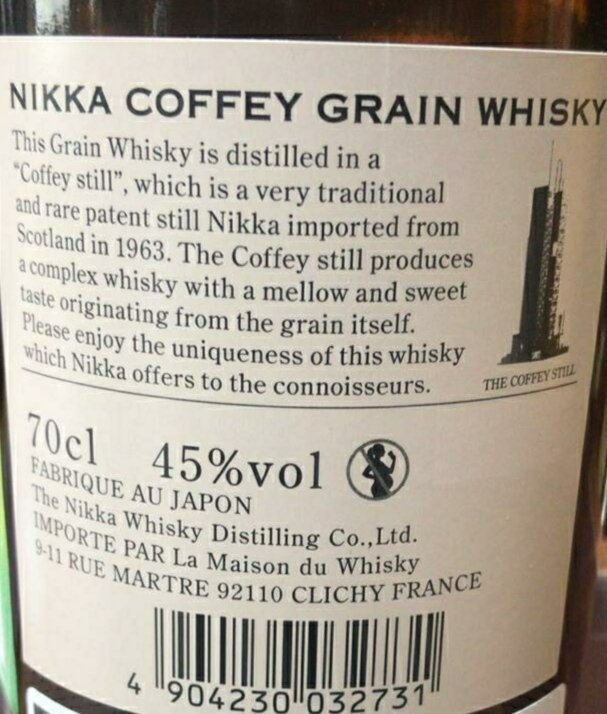 NIKKA COFFEY GRAIN WHISKY
This Grain Whisky is distilled in a
"Coffey still", which is a very traditional
and rare patent still Nikka imported from
Scotland in 1963. The Coffey still produces
a complex whisky with a mellow and sweet
taste originating from the grain itself.
Please enjoy the uniqueness of this whisky
which Nikka offers to the connoisseurs.
THE COFFEY STILL
70cl 45%vol
FABRIQUE AU JAPON
The Nikka Whisky Distilling Co.,Ltd.
IMPORTE PAR La Maison du Whisky
9-11 RUE MARTRE 92110 CLICHY FRANCE
4 904230 032731